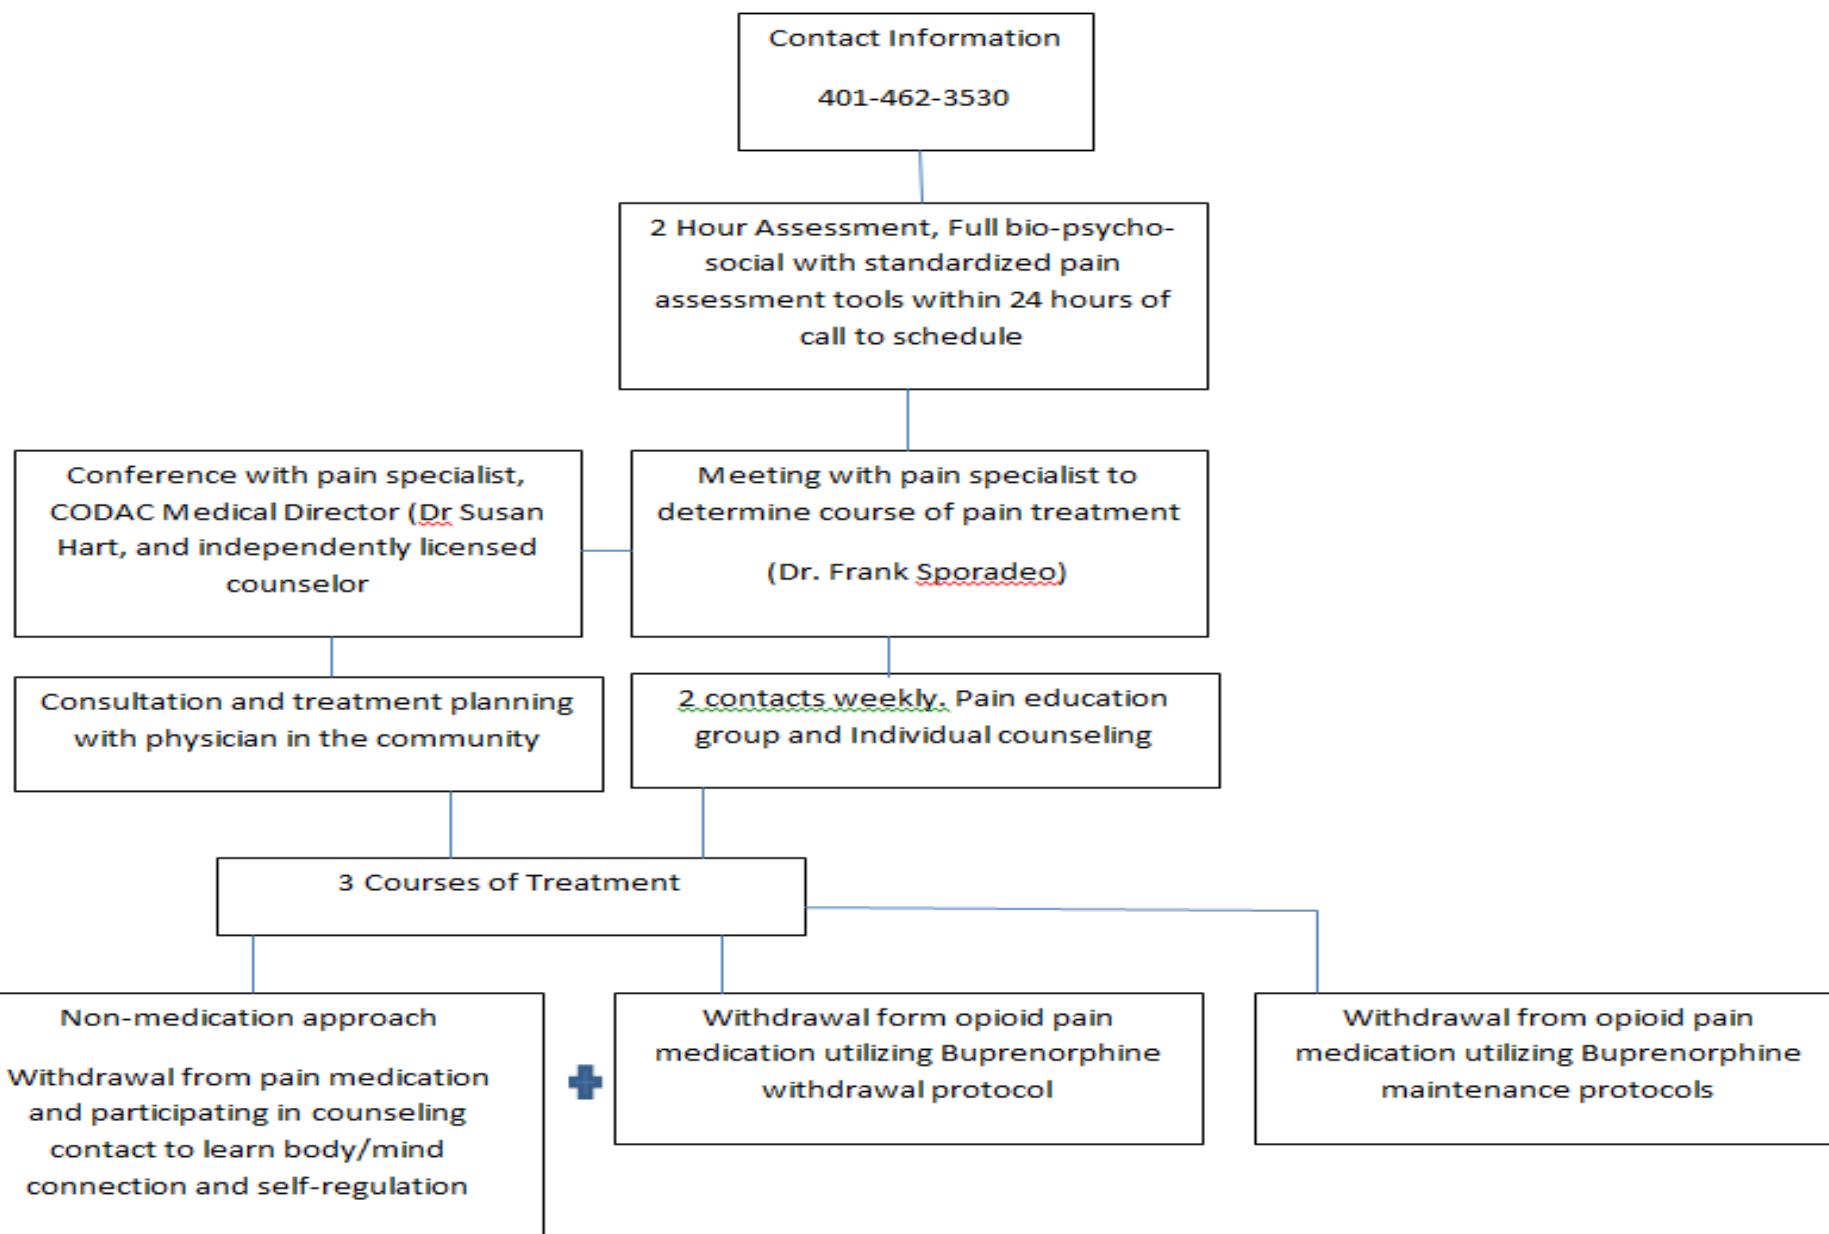 Contact Information
401-462-3530
2 Hour Assessment, Full bio-psycho-
social with standardized pain
assessment tools within 24 hours of
call to schedule
Conference with pain specialist,
CODAC Medical Director (Dr Susan
Hart, and independently licensed
counselor
Meeting with pain specialist to
determine course of pain treatment
(Dr. Frank Sporadeo)
Consultation and treatment planning
with physician in the community
2 contacts weekly. Pain education
group and Individual counseling
3 Courses of Treatment
Non-medication approach
Withdrawal from pain medication
and participating in counseling
contact to learn body/mind
connection and self-regulation
Withdrawal form opioid pain
medication utilizing Buprenorphine
withdrawal protocol
Withdrawal from opioid pain
medication utilizing Buprenorphine
maintenance protocols